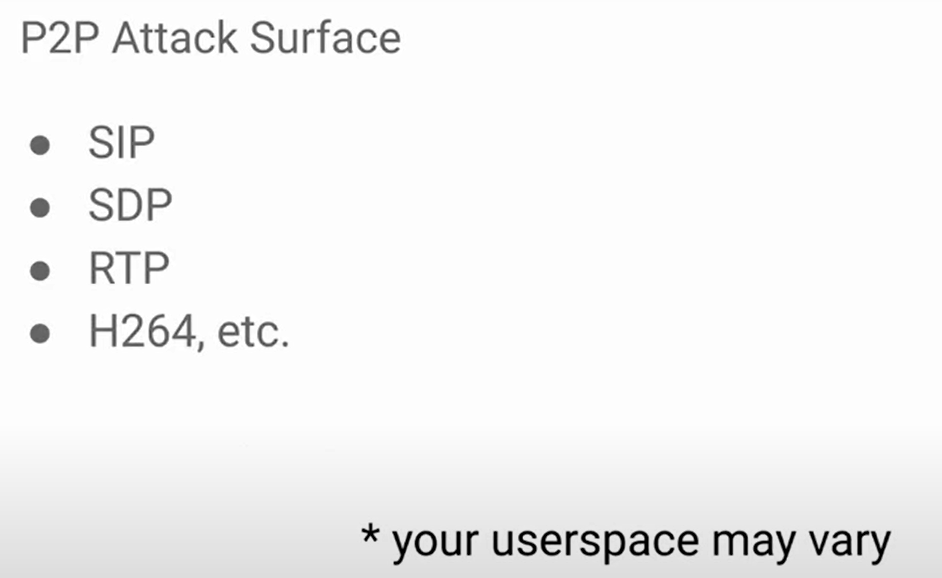 P2P Attack Surface
● SIP
● SDP
● RTP
● H264, etc.
* your userspace may vary